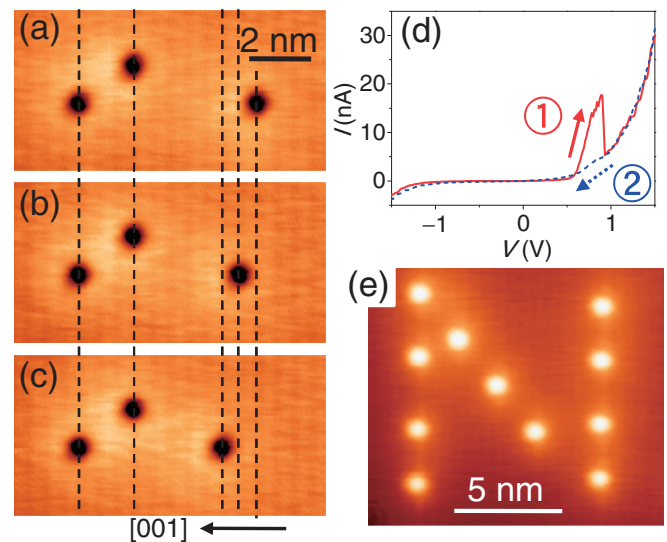 (a)
2 nm
(b)
(c)
[001]
(d)
I (nA)
30
20
10
0
①
②
−1
0
1
V (V)
(e)
5 nm